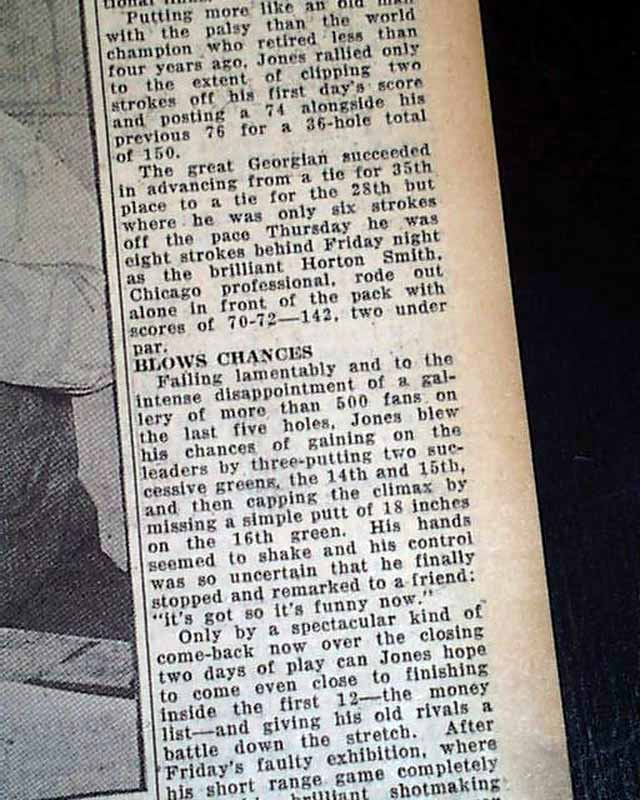 Putting more like an old man
with the palsy than the world
champion who retired less than
four years ago, Jones rallied only
to the extent of clipping two
strokes off his first day's score
and posting a 74 alongside his
previous 76 for a 36-hole total
of 150.
The great Georgian succeeded
in advancing from a tie for 35th
place to a tie for the 28th but
where he was only six strokes
off the pace Thursday he was
eight strokes behind Friday night
as the brilliant Horton Smith,
Chicago professional, rode out
alone in front of the pack with
scores of 70-72—142, two under
par.
BLOWS CHANCES
Failing lamentably and to the
intense disappointment of a gal-
lery of more than 500 fans on
the last five holes, Jones blew
his chances of gaining on the
leaders by three-putting two suc-
cessive greens, the 14th and 15th,
and then capping the climax by
missing a simple putt of 18 inches
on the 16th green. His hands
seemed to shake and his control
was so uncertain that he finally
stopped and remarked to a friend:
"it's got so it's funny now."
Only by a spectacular kind of
come-back now over the closing
two days of play can Jones hope
to come even close to finishing
inside the first 12—the money
list—and giving his old rivals a
battle down the stretch. After
Friday's faulty exhibition, where
his short range game completely
brilliant shotmaking